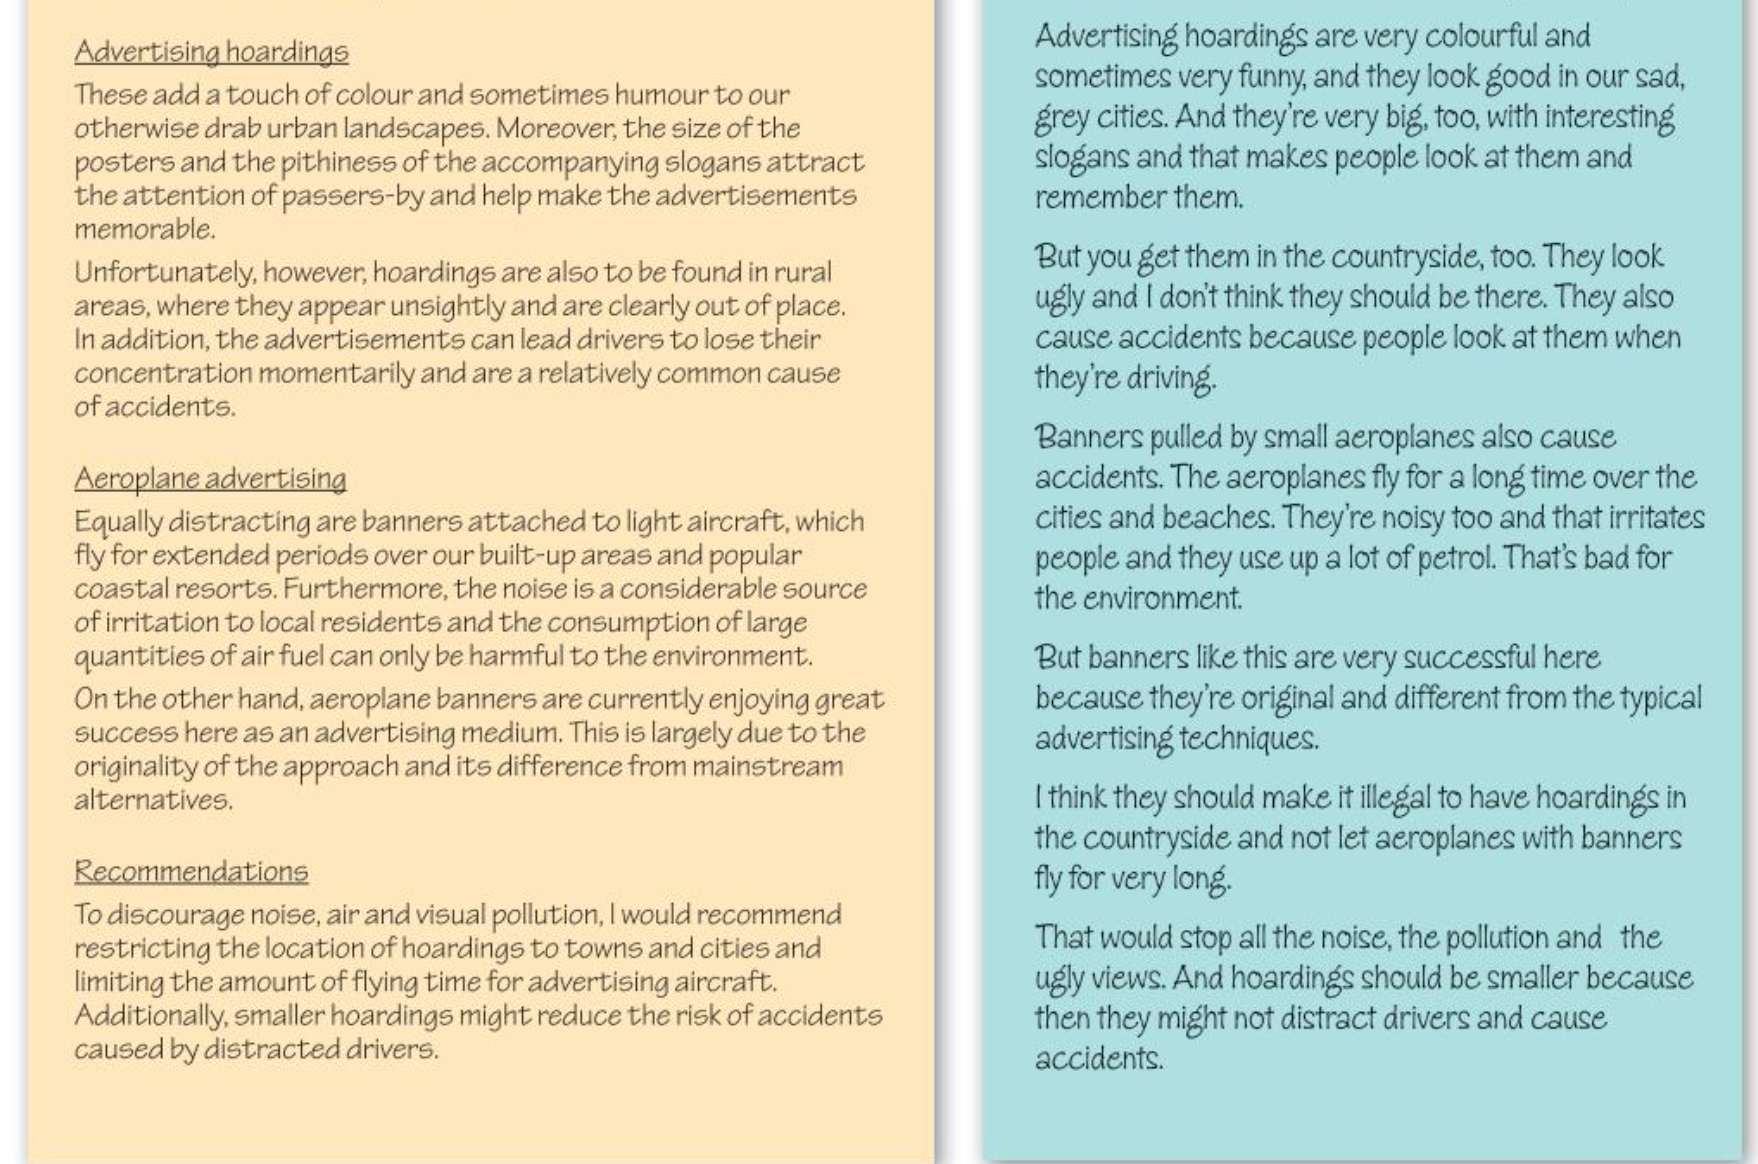 Advertising hoardings
These add a touch of colour and sometimes humour to our
otherwise drab urban landscapes. Moreover, the size of the
posters and the pithiness of the accompanying slogans attract
the attention of passers-by and help make the advertisements
memorable.
Unfortunately, however, hoardings are also to be found in rural
areas, where they appear unsightly and are clearly out of place.
In addition, the advertisements can lead drivers to lose their
concentration momentarily and are a relatively common cause
of accidents.
Aeroplane advertising
Equally distracting are banners attached to light aircraft, which
fly for extended periods over our built-up areas and popular
coastal resorts. Furthermore, the noise is a considerable source
of irritation to local residents and the consumption of large
quantities of air fuel can only be harmful to the environment.
On the other hand, aeroplane banners are currently enjoying great
success here as an advertising medium. This is largely due to the
originality of the approach and its difference from mainstream
alternatives.
Recommendations
To discourage noise, air and visual pollution, I would recommend
restricting the location of hoardings to towns and cities and
limiting the amount of flying time for advertising aircraft.
Additionally, smaller hoardings might reduce the risk of accidents
caused by distracted drivers.
Advertising hoardings are very colourful and
sometimes very funny, and they look good in our sad,
grey cities. And they're very big, too, with interesting
slogans and that makes people look at them and
remember them.
But you get them in the countryside, too. They look
ugly and I don't think they should be there. They also
cause accidents because people look at them when
they're driving.
Banners pulled by small aeroplanes also cause
accidents. The aeroplanes fly for a long time over the
cities and beaches. They're noisy too and that irritates
people and they use up a lot of petrol. That's bad for
the environment.
But banners like this are very successful here
because they're original and different from the typical
advertising techniques.
I think they should make it illegal to have hoardings in
the countryside and not let aeroplanes with banners
fly for very long.
That would stop all the noise, the pollution and the
ugly views. And hoardings should be smaller because
then they might not distract drivers and cause
accidents.